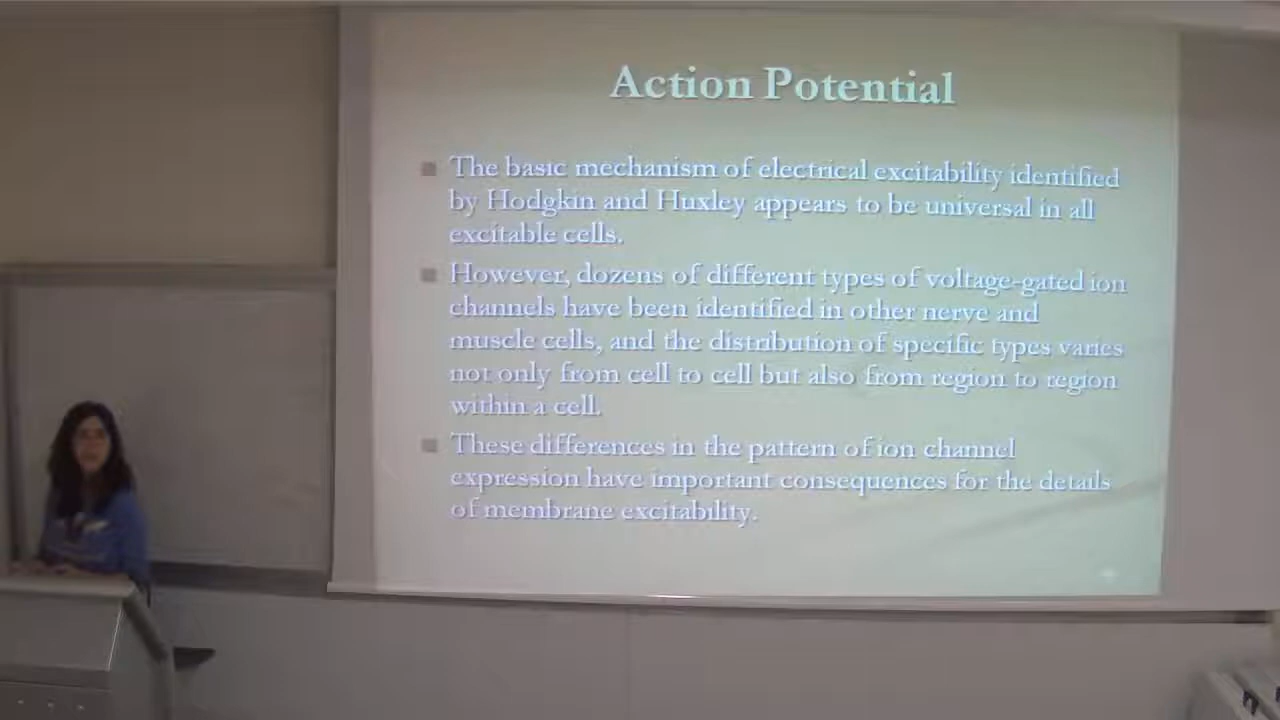 Action Potential
The basic mechanism of electrical excitability identified
by Hodgkin and Huxley appears to be universal in all
excitable cells.
However, dozens of different types of voltage-gated ion
channels have been identified in other nerve and
muscle cells, and the distribution of specific types varies
not only from cell to cell but also from region to region
within a cell.
These differences in the pattern of ion channel
expression have important consequences for the details
of membrane excitability.